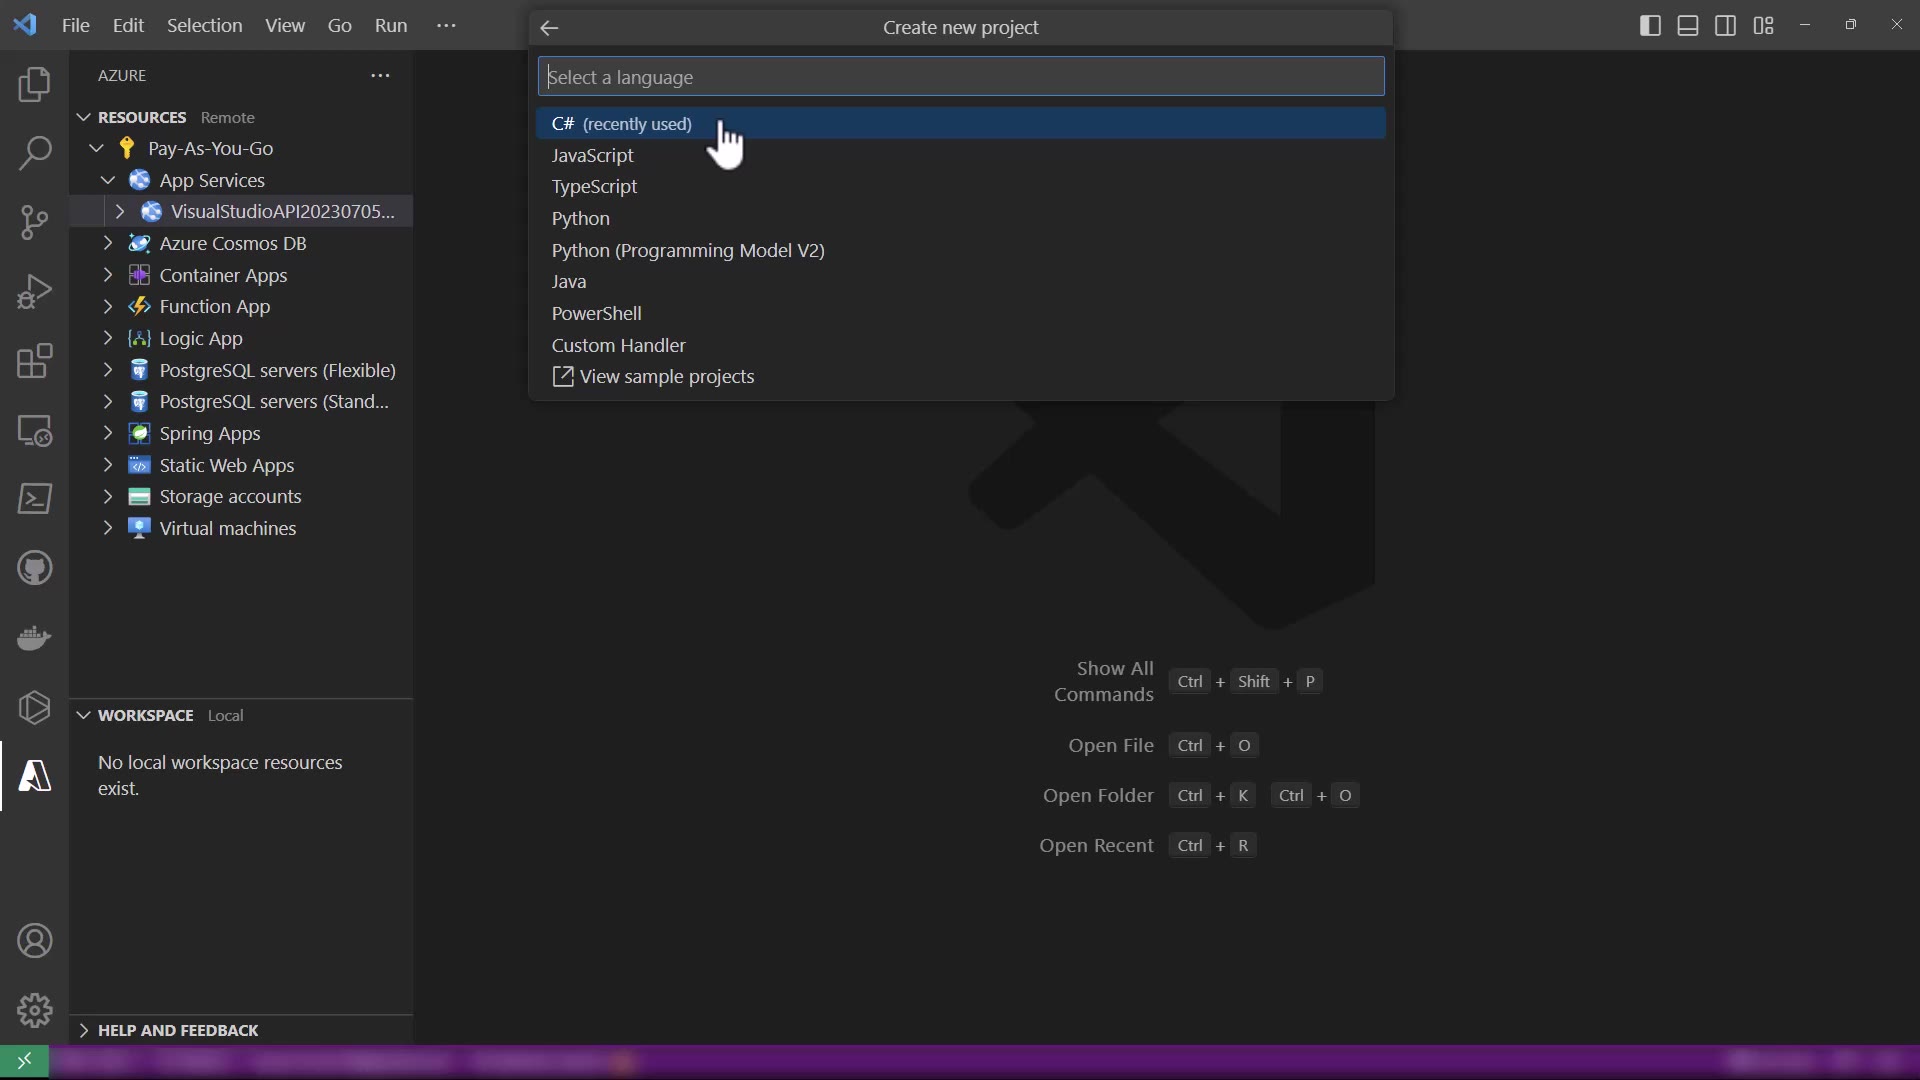 File Edit Selection View Go Run ···
Create new project
Select a language
C# (recently used)
JavaScript
TypeScript
Python
Python (Programming Model V2)
Java
PowerShell
Custom Handler
View sample projects
AZURE ···
RESOURCES Remote
Pay-As-You-Go
App Services
VisualStudioAPI20230705...
Azure Cosmos DB
Container Apps
Function App
Logic App
PostgreSQL servers (Flexible)
PostgreSQL servers (Stand...
Spring Apps
Static Web Apps
Storage accounts
Virtual machines
WORKSPACE Local
No local workspace resources
exist.
HELP AND FEEDBACK
Show All
Commands Ctrl + Shift + P
Open File Ctrl + O
Open Folder Ctrl + K Ctrl + O
Open Recent Ctrl + R